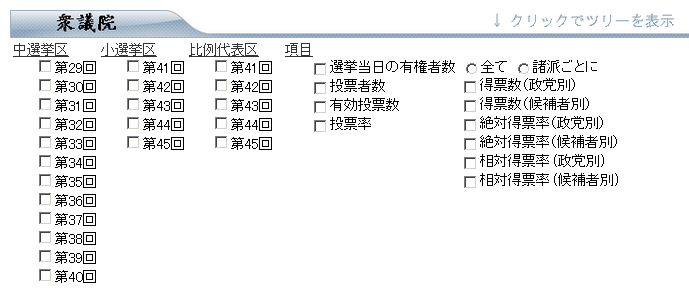 衆議院
↓ クリックでツリーを表示
中選挙区 小選挙区 比例代表区 項目
第29回 第41回 第41回 選挙当日の有権者数 全て 諸派ごとに
第30回 第42回 第42回 投票者数 得票数(政党別)
第31回 第43回 第43回 有効投票数 得票数(候補者別)
第32回 第44回 第44回 投票率 絶対得票率(政党別)
第33回 第45回 第45回 絶対得票率(候補者別)
第34回 相対得票率(政党別)
第35回 相対得票率(候補者別)
第36回
第37回
第38回
第39回
第40回